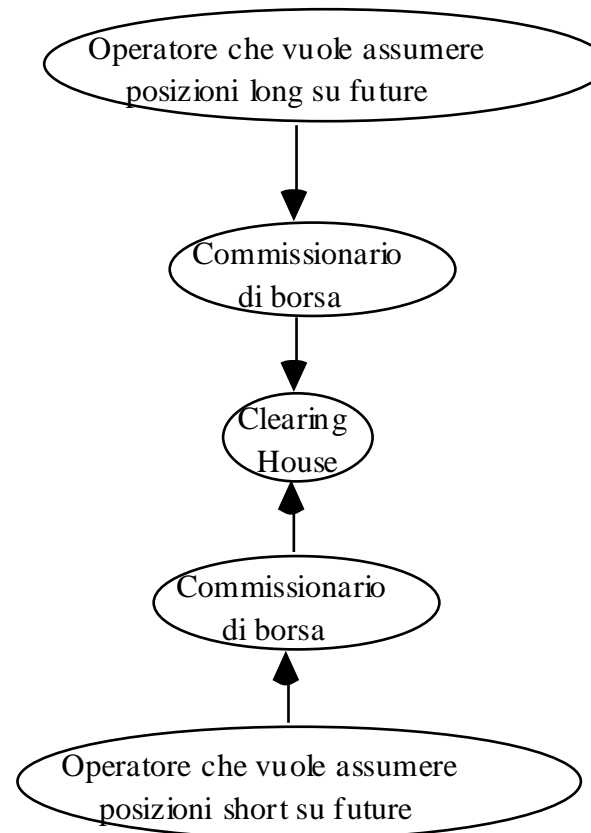 Operatore che vuole assumere
posizioni long su future
Commissionario
di borsa
Clearing
House
Commissionario
di borsa
Operatore che vuole assumere
posizioni short su future